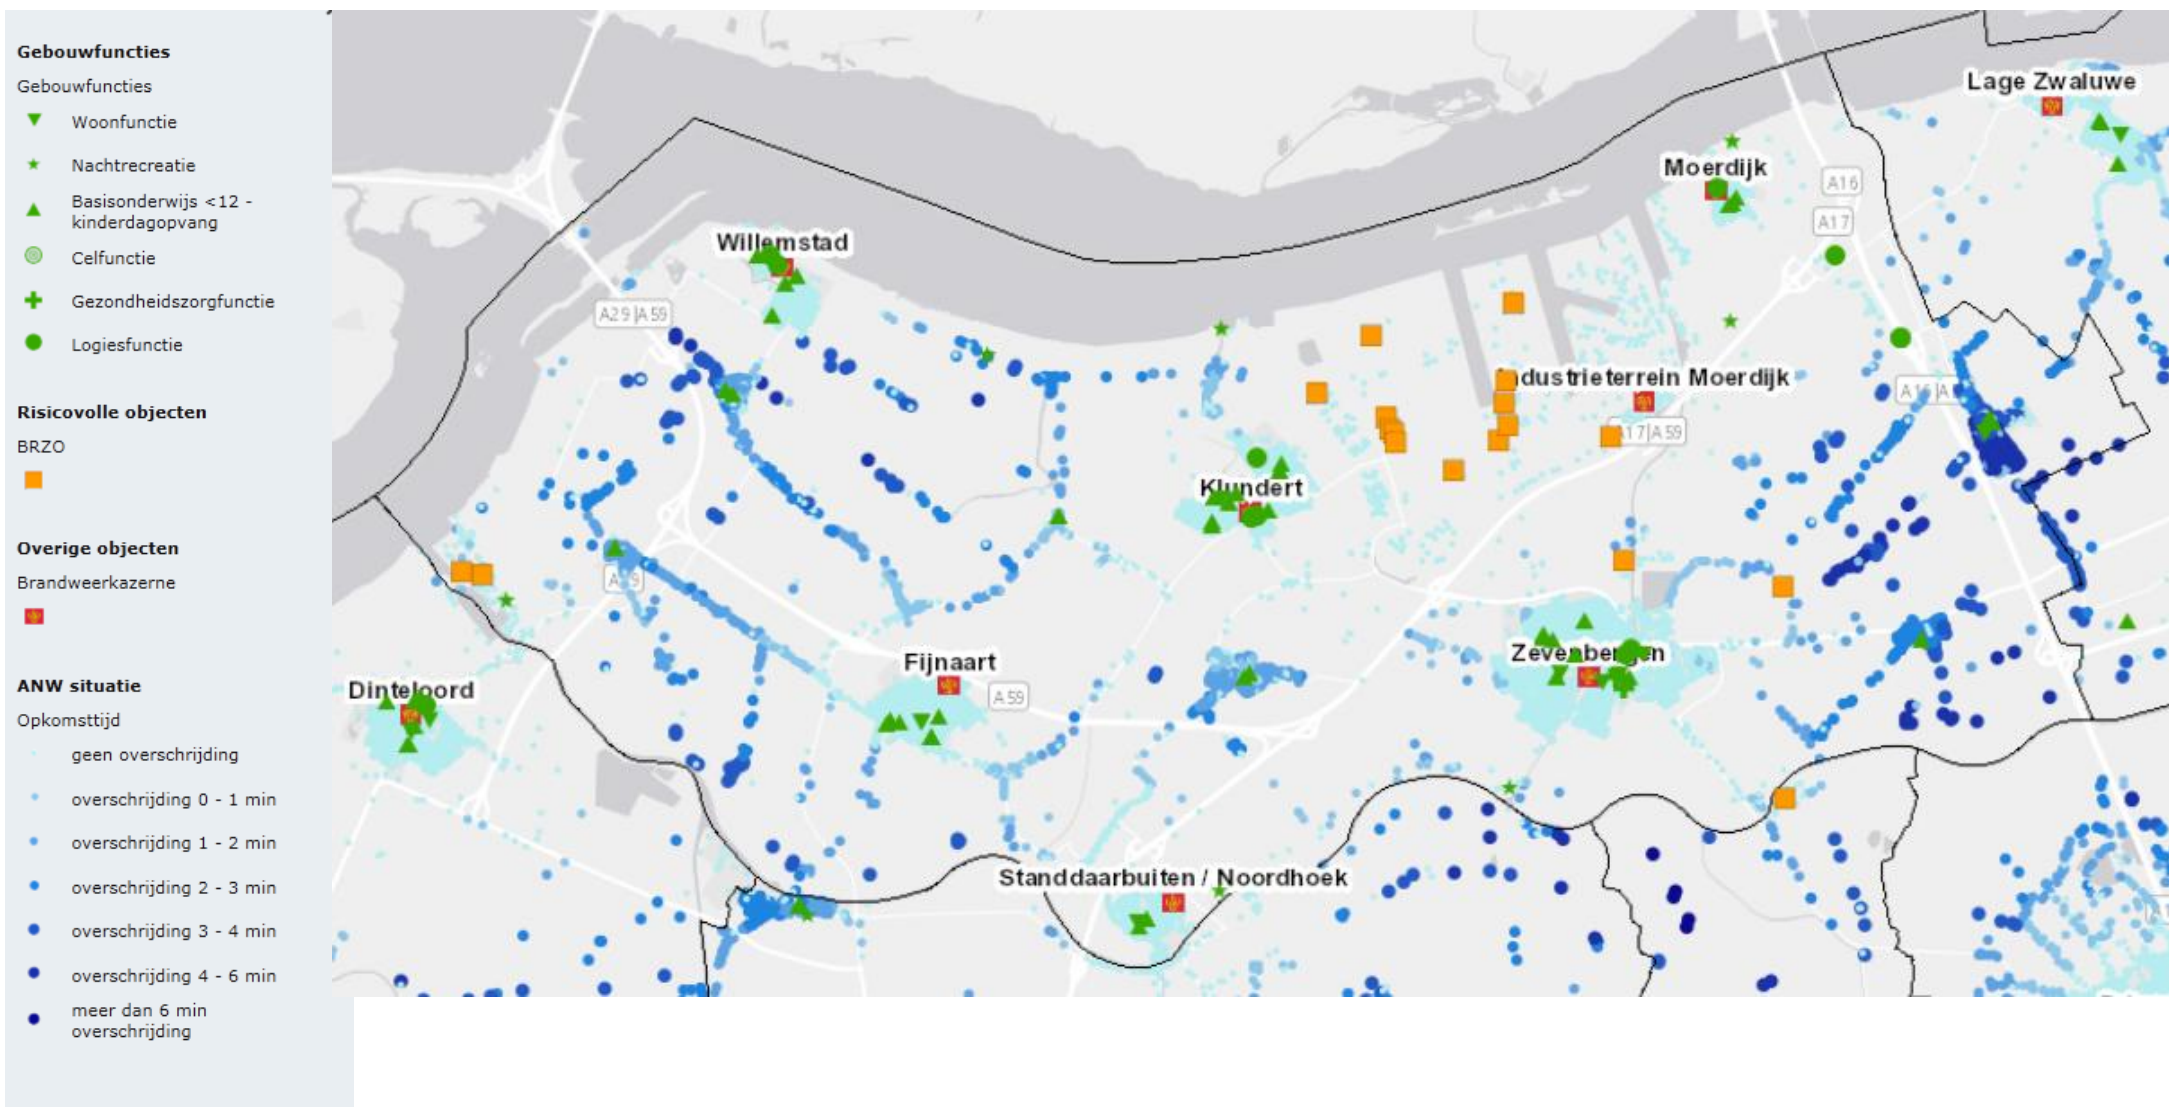 Gebouwfuncties
Gebouwfuncties
Woonfunctie
Nachtrecreatie
Basisonderwijs <12 -
kinderdagopvang
Celfunctie
Gezondheidszorgfunctie
Logiesfunctie
Risicovolle objecten
BRZO
Overige objecten
Brandweerkazerne
ANW situatie
Opkomsttijd
geen overschrijding
overschrijding 0 - 1 min
overschrijding 1 - 2 min
overschrijding 2 - 3 min
overschrijding 3 - 4 min
overschrijding 4 - 6 min
meer dan 6 min
overschrijding
Lage Zwaluwe
Moerdijk
A16
A17
Willemstad
A29|A59
Industrieterrein Moerdijk
A16|A
A17|A59
Klundert
Zevenbergen
Fijnaart
A59
Dinteloord
Standdaarbuiten / Noordhoek